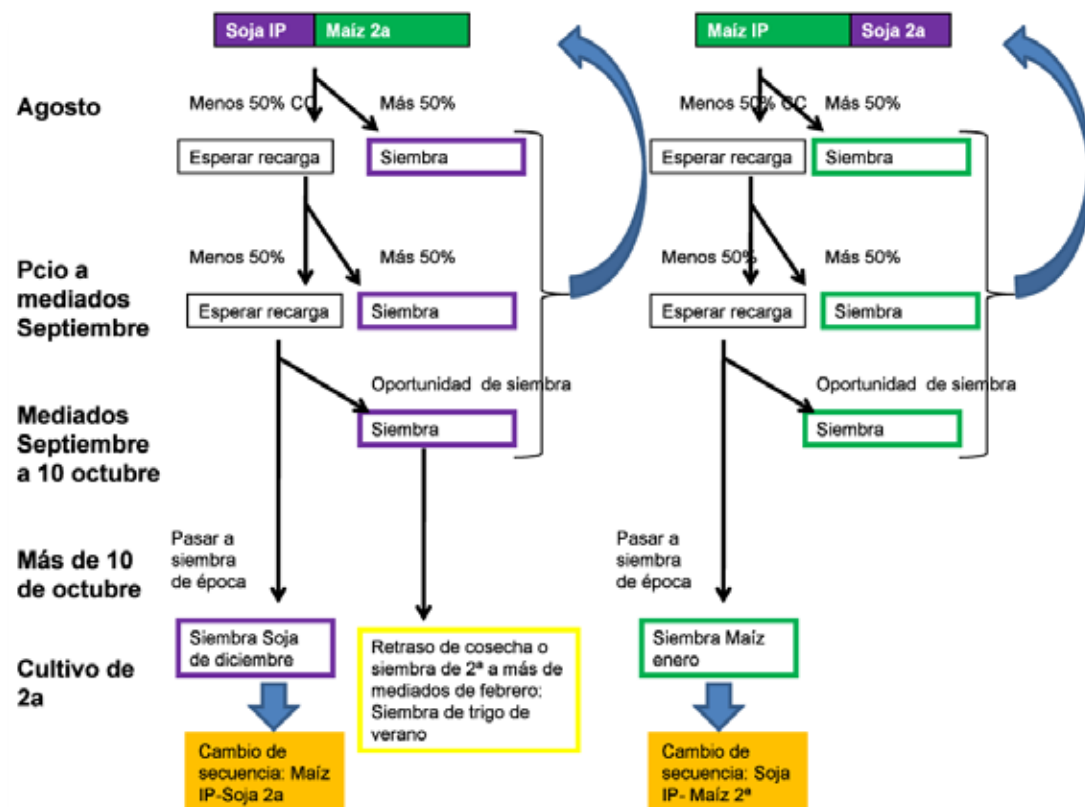 Soja IP
Maíz 2a
Maíz IP
Soja 2a
Agosto
Menos 50% CC
Más 50%
Menos 50% CC
Más 50%
Esperar recarga
Siembra
Esperar recarga
Siembra
Pcio a
mediados
Septiembre
Menos 50%
Más 50%
Menos 50%
Más 50%
Esperar recarga
Siembra
Esperar recarga
Siembra
Mediados
Septiembre
a 10 octubre
Oportunidad de siembra
Siembra
Oportunidad de siembra
Siembra
Más de 10
de octubre
Pasar a
siembra
de época
Pasar a
siembra
de época
Cultivo de
2a
Siembra Soja
de diciembre
Retraso de cosecha o
siembra de 2ª a más de
mediados de febrero:
Siembra de trigo de
verano
Siembra Maíz
enero
Cambio de
secuencia: Maíz
IP-Soja 2a
Cambio de
secuencia: Soja
IP- Maíz 2ª